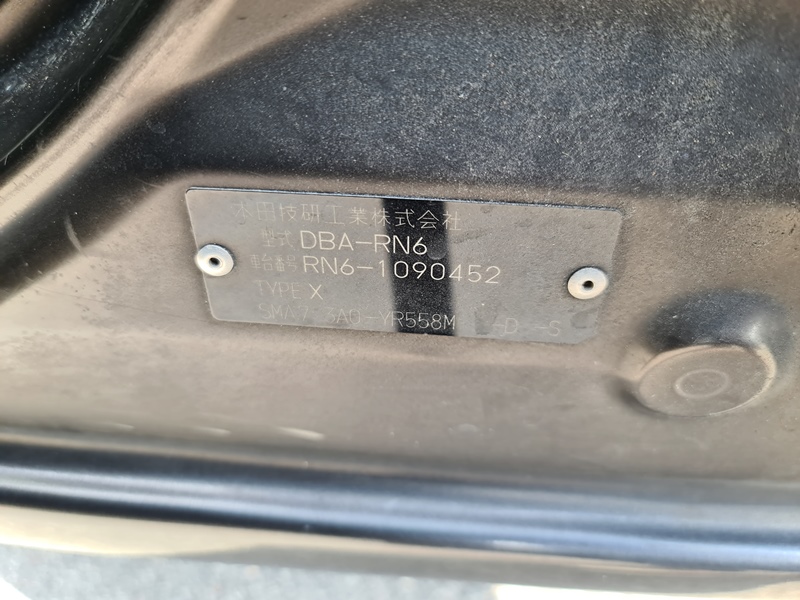 本田技研工業株式会社
型式 DBA-RN6
車台番号 RN6-1090452
TYPE X
YR558M